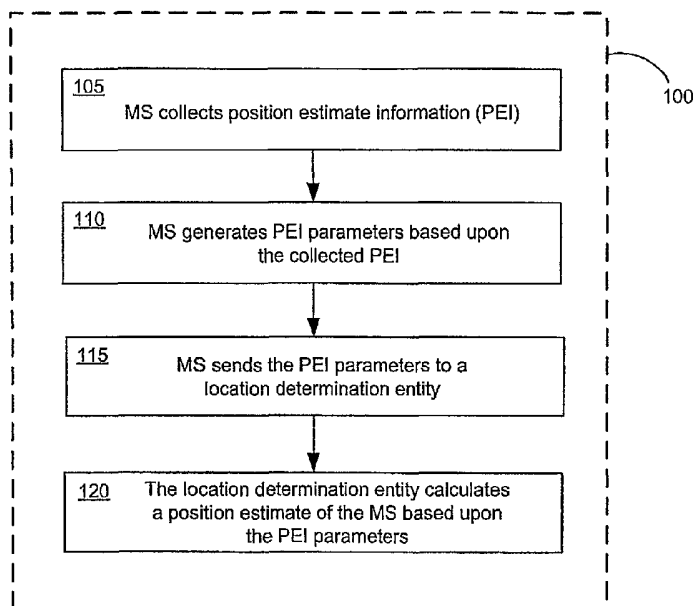 105
MS collects position estimate information (PEI)
100
110
MS generates PEI parameters based upon
the collected PEI
115
MS sends the PEI parameters to a
location determination entity
120
The location determination entity calculates
a position estimate of the MS based upon
the PEI parameters